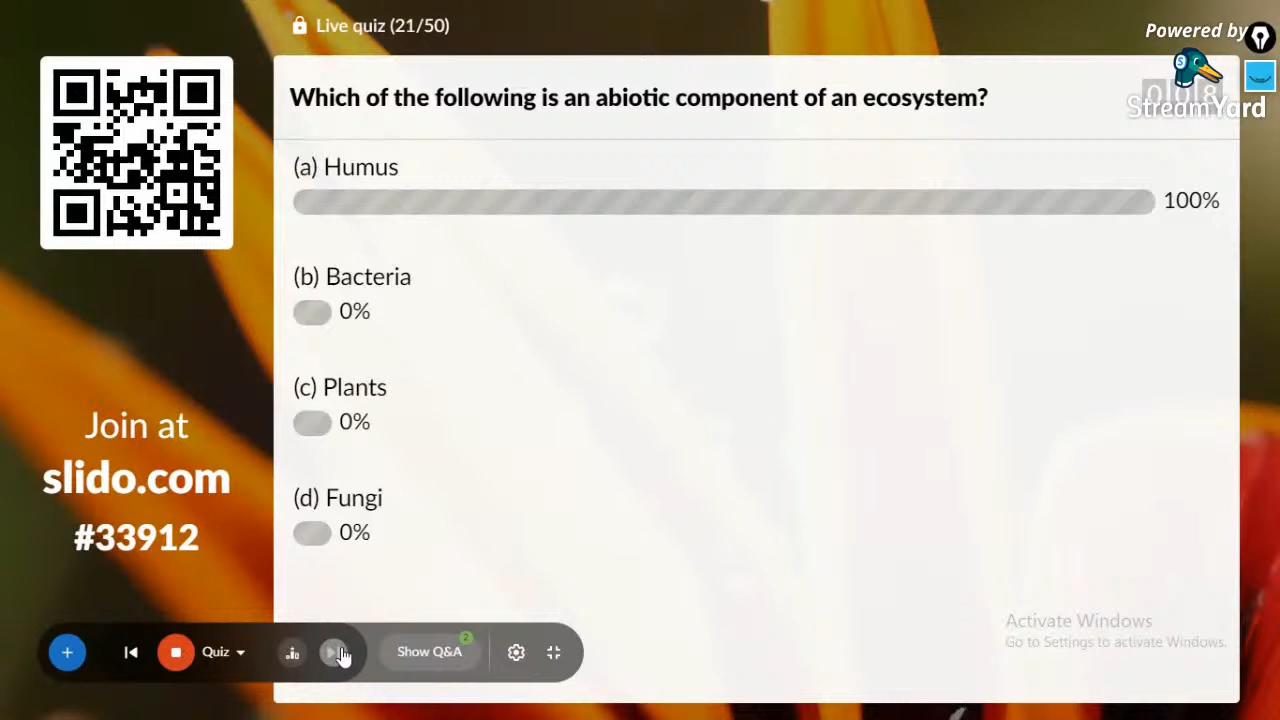 Live quiz (21/50)
Powered by
StreamYard
Which of the following is an abiotic component of an ecosystem?
(a) Humus
100%
(b) Bacteria
0%
(c) Plants
0%
(d) Fungi
0%
Join at
slido.com
#33912
Activate Windows
Go to Settings to activate Windows.
Quiz
Show Q&A
2